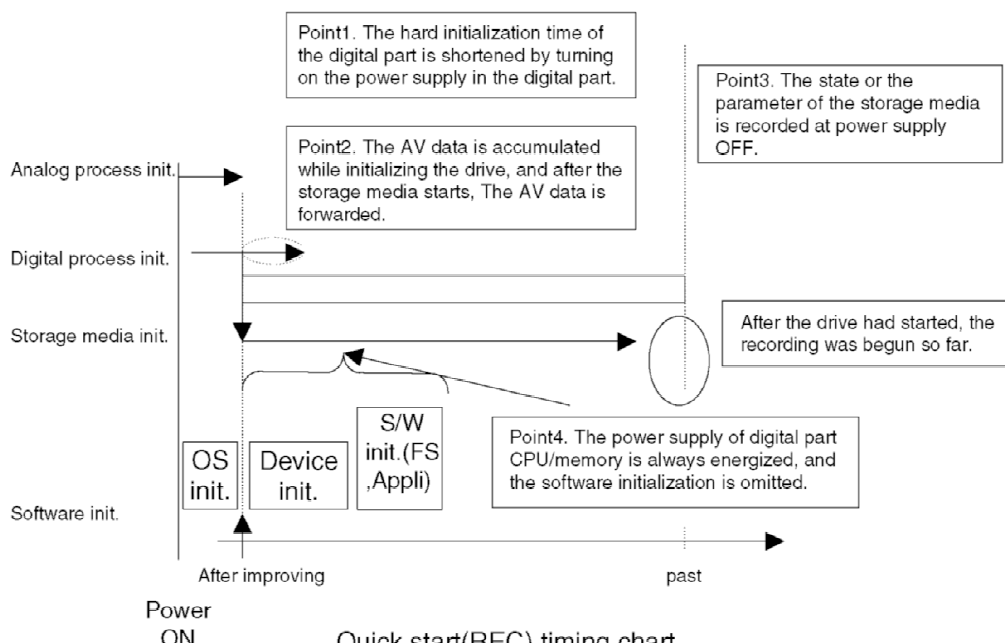 Point1. The hard initialization time of
the digital part is shortened by turning
on the power supply in the digital part.
Point3. The state or the
parameter of the storage media
is recorded at power supply
OFF.
Point2. The AV data is accumulated
while initializing the drive, and after the
storage media starts, The AV data is
forwarded.
Analog process init.
Digital process init.
Storage media init.
After the drive had started, the
recording was begun so far.
S/W
init.(FS
,Appli)
OS
init.
Device
init.
Point4. The power supply of digital part
CPU/memory is always energized, and
the software initialization is omitted.
Software init.
After improving
past
Power
ON
Quick start(REC) timing chart